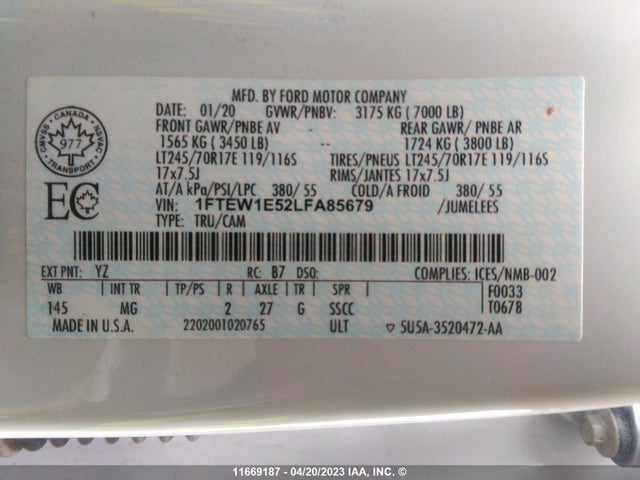 MFD. BY FORD MOTOR COMPANY
DATE: 01/20 GVWR/PNBV: 3175 KG ( 7000 LB)
FRONT GAWR/PNBE AV - REAR GAWR/ PNBE AR
1565 KG ( 3450 LB) -- 1724 KG ( 3800 LB)
LT245/70R17E 119/116S TIRES/PNEUS LT245/70R17E 119/116S
17x7.5J RIMS/JANTES 17x7.5J
AT/A kPa/PSI/LPC 380/ 55 COLD/A FROID 380/ 55
VIN: 1FTEW1E52LFA85679 /JUMELEES
TYPE: TRU/CAM
CANADA
CMVSS NSVAC
977
TRANSPORT
EC
EXT PNT: YZ RC: B7 DSO: COMPLIES: ICES/NMB-002
WB INT TR TP/PS R AXLE TR SPR F0033
145 MG 2 27 G SSCC T0678
MADE IN U.S.A. 2202001020765 ULT ▽ 5U5A-3520472-AA
11669187 - 04/20/2023 IAA, INC. ©